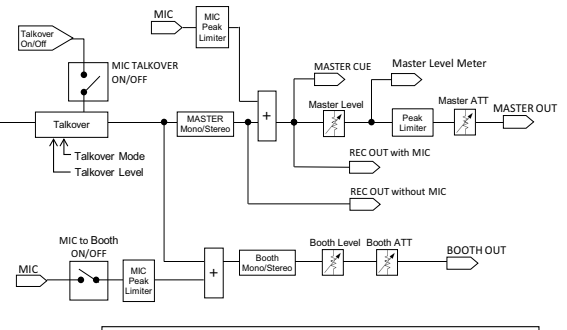 MIC
MIC
Peak
Limiter
Talkover
On/Off
MIC TALKOVER
ON/OFF
MASTER CUE
Master Level Meter
Talkover
MASTER
Mono/Stereo
+
Master Level
Peak
Limiter
Master ATT
MASTER OUT
Talkover Mode
Talkover Level
REC OUT with MIC
REC OUT without MIC
MIC to Booth
ON/OFF
MIC
MIC
Peak
Limiter
+
Booth
Mono/Stereo
Booth Level
Booth ATT
BOOTH OUT